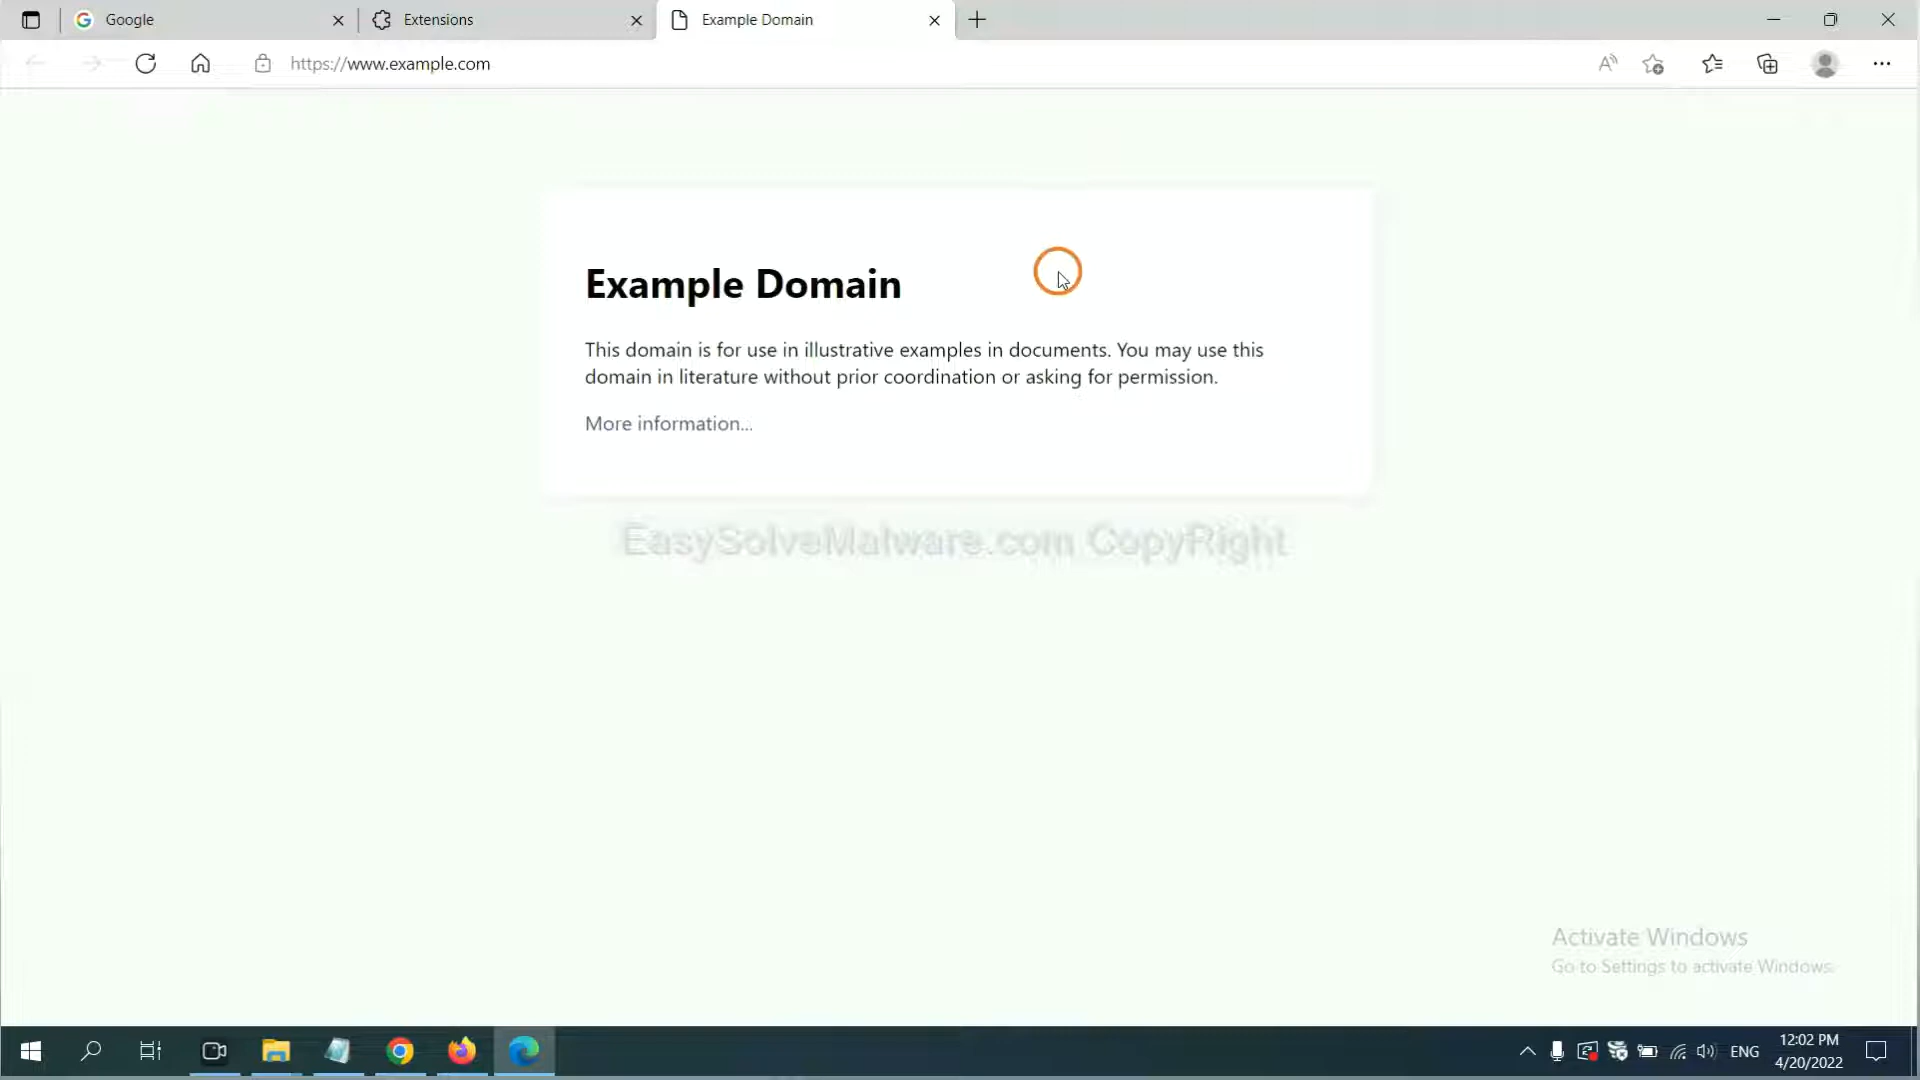 Google
Extensions
Example Domain
https://www.example.com
Example Domain
This domain is for use in illustrative examples in documents. You may use this
domain in literature without prior coordination or asking for permission.
More information...
EasySolveMalware.com CopyRight
Activate Windows
Go to Settings to activate Windows.
ENG
12:02 PM
4/20/2022